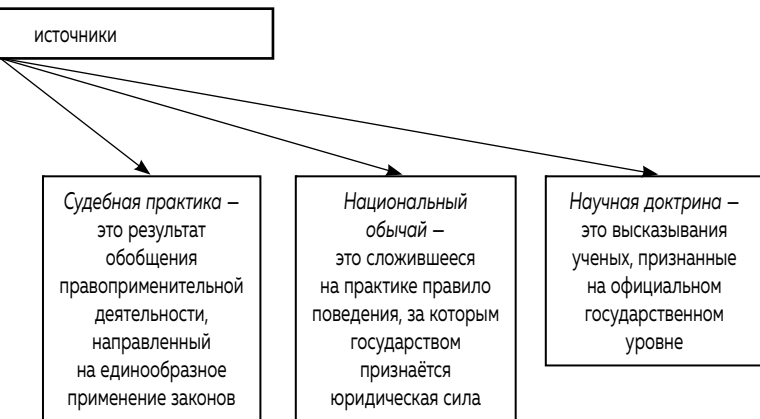 источники
Судебная практика –
это результат
обобщения
правоприменительной
деятельности,
направленный
на единообразное
применение законов
Национальный
обычай –
это сложившееся
на практике правило
поведения, за которым
государством
признаётся
юридическая сила
Научная доктрина –
это высказывания
ученых, признанные
на официальном
государственном
уровне